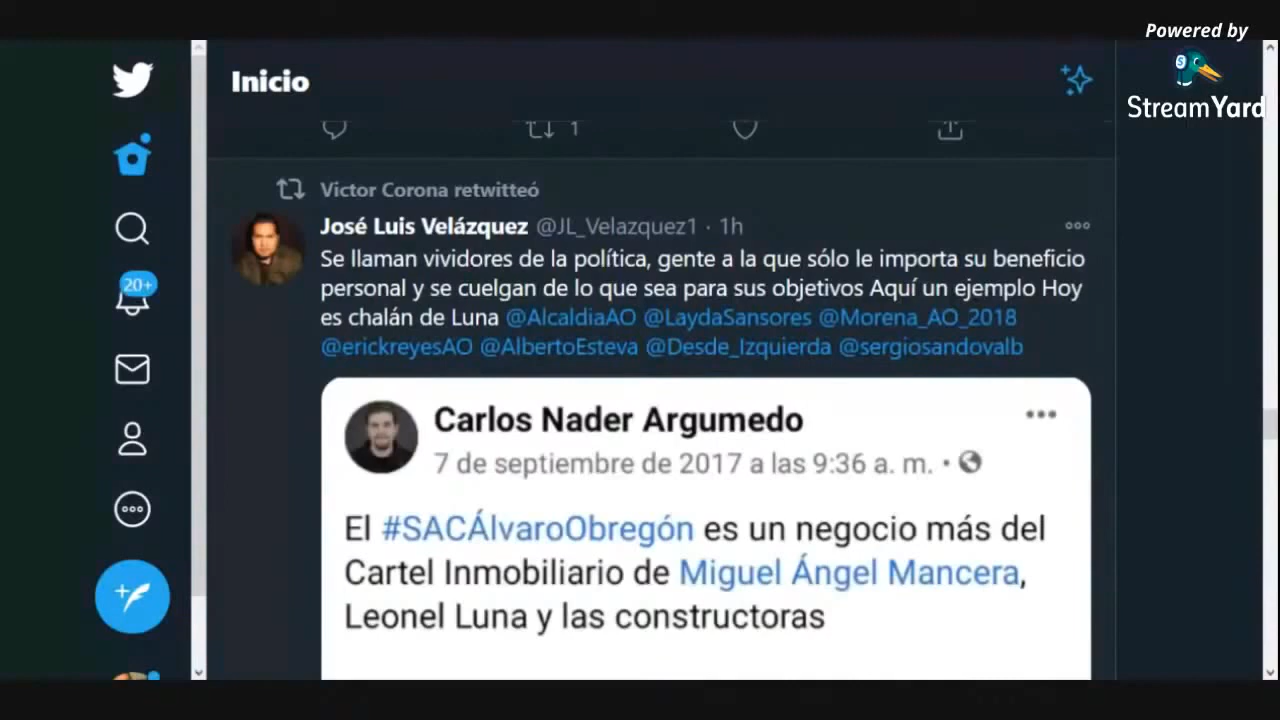 Powered by
StreamYard
Inicio
1
Victor Corona retwitteó
José Luis Velázquez @JL_Velazquez1 · 1h
Se llaman vividores de la política, gente a la que sólo le importa su beneficio
personal y se cuelgan de lo que sea para sus objetivos Aquí un ejemplo Hoy
es chalán de Luna @AlcaldiaAO @LaydaSansores @Morena_AO_2018
@erickreyesAO @AlbertoEsteva @Desde_Izquierda @sergiosandovalb
20+
Carlos Nader Argumedo
7 de septiembre de 2017 a las 9:36 a. m. ·
El #SACÁlvaroObregón es un negocio más del
Cartel Inmobiliario de Miguel Ángel Mancera,
Leonel Luna y las constructoras